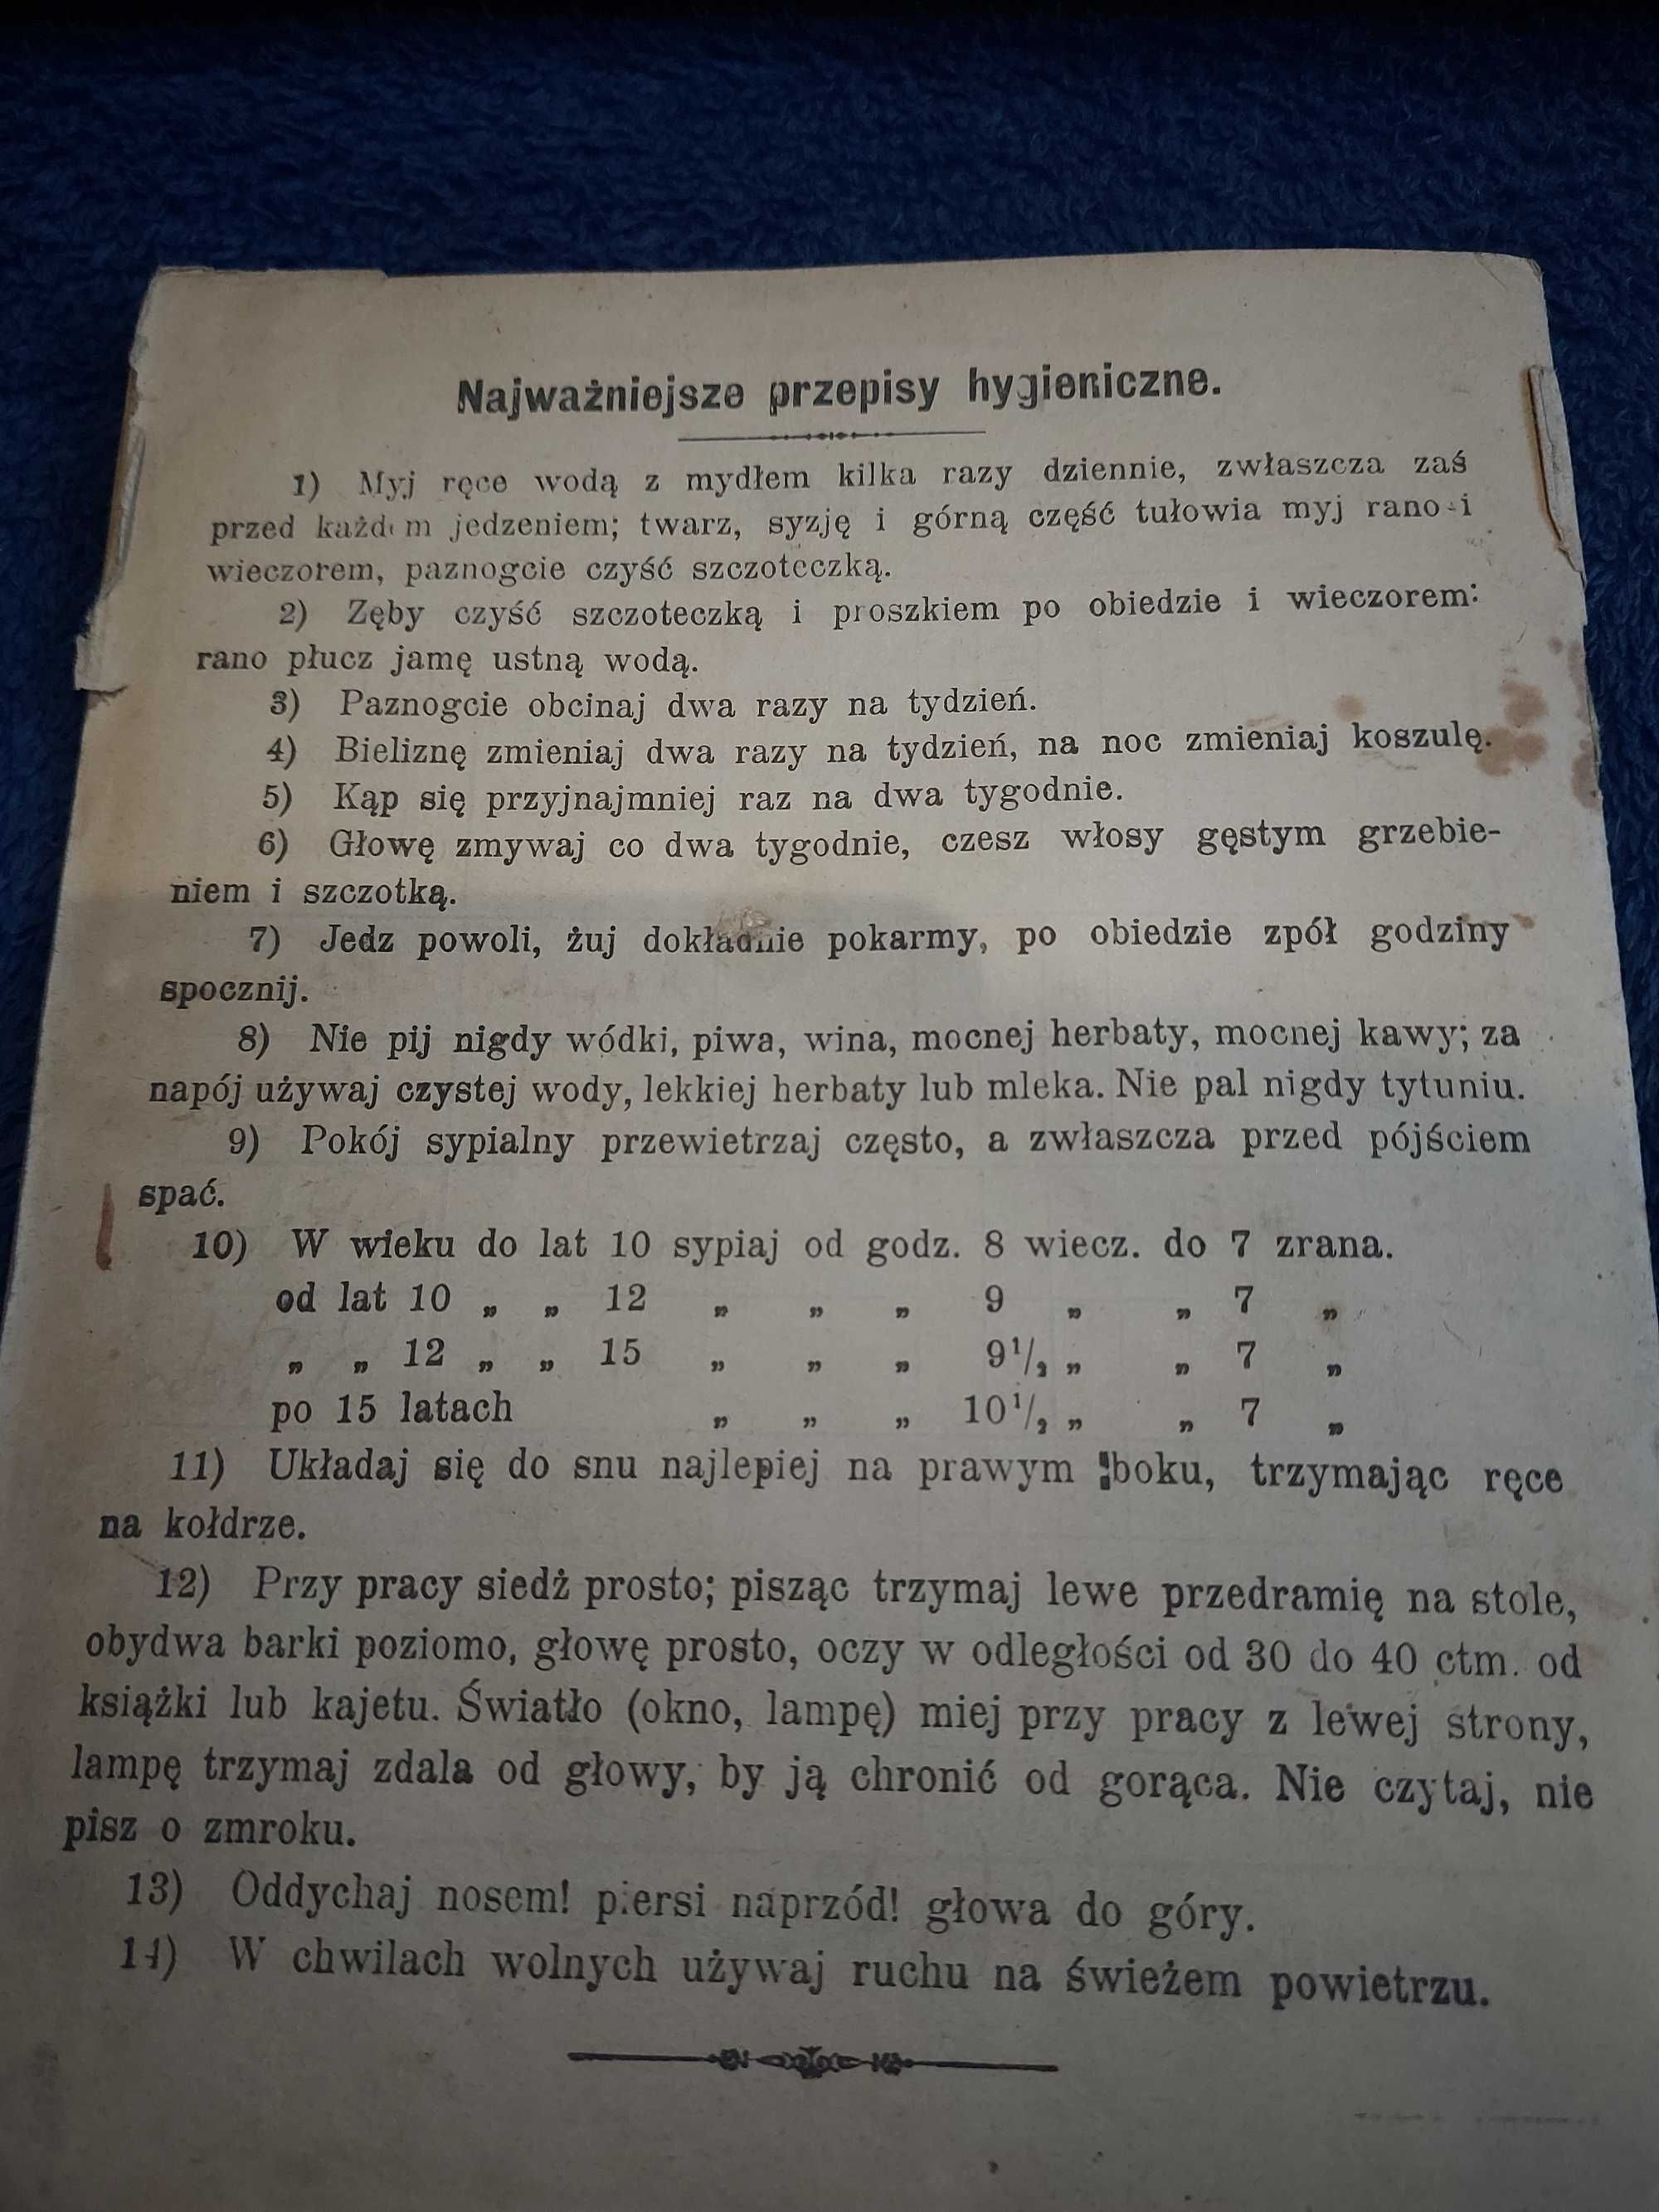 Najważniejsze przepisy hygieniczne.
1) Myj ręce wodą z mydłem kilka razy dziennie, zwłaszcza zaś
przed każdem jedzeniem; twarz, syzję i górną część tułowia myj rano i
wieczorem, paznogcie czyść szczoteczką.
2) Zęby czyść szczoteczką i proszkiem po obiedzie i wieczorem:
rano płucz jamę ustną wodą.
3) Paznogcie obcinaj dwa razy na tydzień.
4) Bieliznę zmieniaj dwa razy na tydzień, na noc zmieniaj koszulę.
5) Kąp się przyjnajmniej raz na dwa tygodnie.
6) Głowę zmywaj co dwa tygodnie, czesz włosy gęstym grzebie-
niem i szczotką.
7) Jedz powoli, żuj dokładnie pokarmy, po obiedzie zpół godziny
spocznij.
8) Nie pij nigdy wódki, piwa, wina, mocnej herbaty, mocnej kawy; za
napój używaj czystej wody, lekkiej herbaty lub mleka. Nie pal nigdy tytuniu.
9) Pokój sypialny przewietrzaj często, a zwłaszcza przed pójściem
spać.
10) W wieku do lat 10 sypiaj od godz. 8 wiecz. do 7 zrana.
od lat 10 „ „ 12 „ „ „ 9 „ „ 7 „
„ „ 12 „ „ 15 „ „ „ 9¹/₂ „ „ 7 „
po 15 latach „ „ „ 10¹/₂ „ „ 7 „
11) Układaj się do snu najlepiej na prawym boku, trzymając ręce
na kołdrze.
12) Przy pracy siedż prosto; pisząc trzymaj lewe przedramię na stole,
obydwa barki poziomo, głowę prosto, oczy w odległości od 30 do 40 ctm. od
książki lub kajetu. Światło (okno, lampę) miej przy pracy z lewej strony,
lampę trzymaj zdala od głowy, by ją chronić od gorąca. Nie czytaj, nie
pisz o zmroku.
13) Oddychaj nosem! piersi naprzód! głowa do góry.
14) W chwilach wolnych używaj ruchu na świeżem powietrzu.